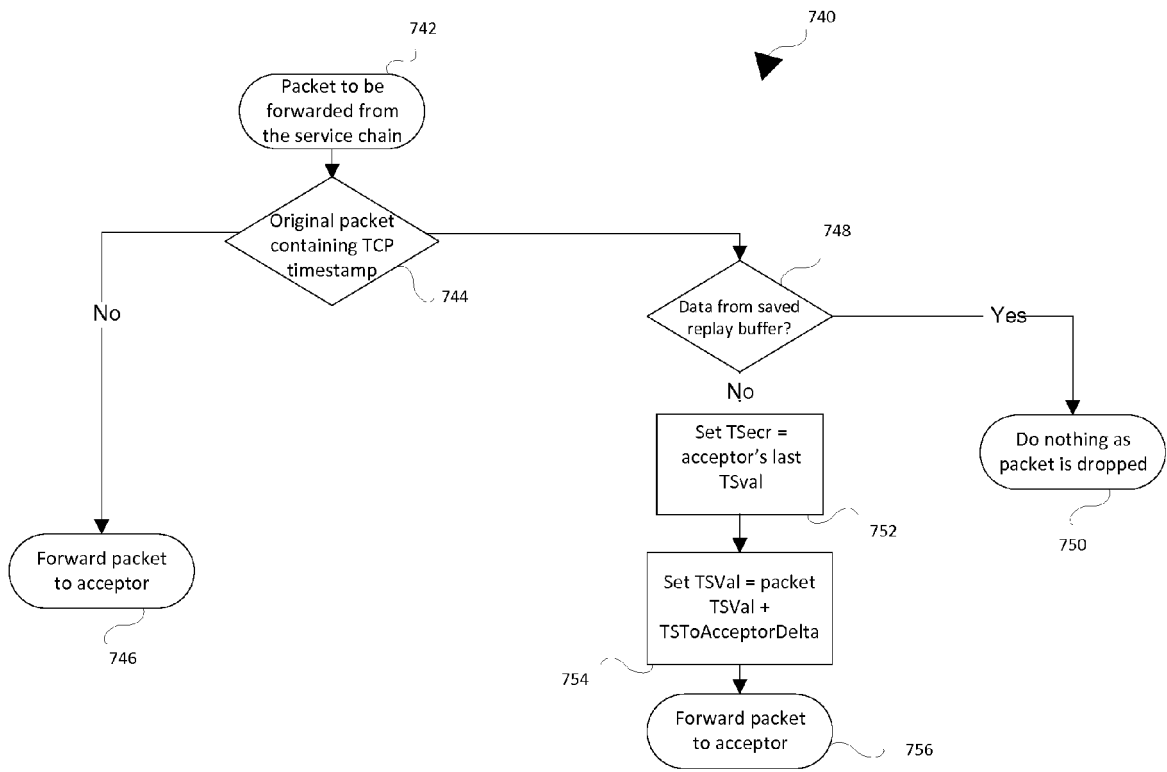 742
740
Packet to be
forwarded from
the service chain
Original packet
containing TCP
timestamp
744
748
No
Data from saved
replay buffer?
Yes
No
Set TSecr =
acceptor's last
TSval
752
Do nothing as
packet is dropped
750
Forward packet
to acceptor
746
Set TSVal = packet
TSVal +
TSToAcceptorDelta
754
Forward packet
to acceptor
756